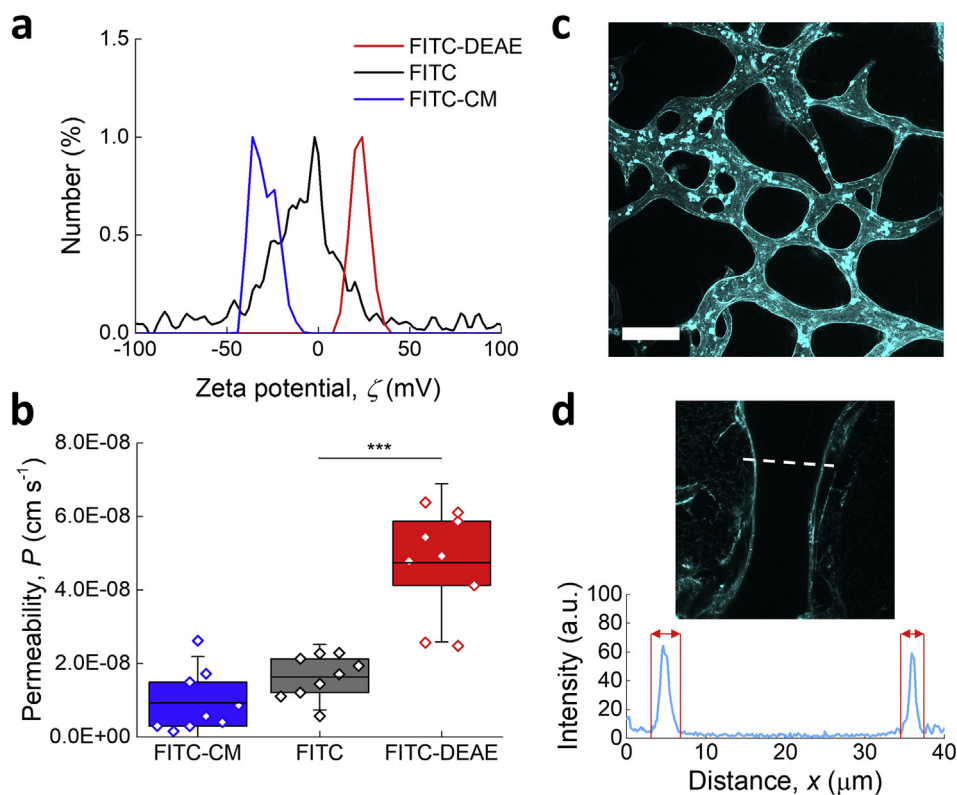 a
1.5
1.0
0.5
0.0
Number (%)
-100
-50
0
50
100
Zeta potential, ζ (mV)
FITC-DEAE
FITC
FITC-CM
b
8.0E-08
6.0E-08
4.0E-08
2.0E-08
0.0E+00
Permeability, P (cm s⁻¹)
***
FITC-CM
FITC
FITC-DEAE
c
d
100
80
60
40
20
0
Intensity (a.u.)
0
10
20
30
40
Distance, x (μm)